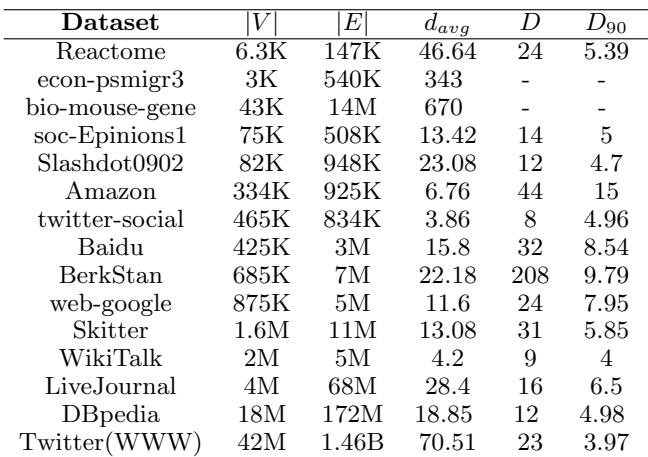 Dataset |V| |E| d_avg D D_90
Reactome 6.3K 147K 46.64 24 5.39
econ-psmigr3 3K 540K 343 - -
bio-mouse-gene 43K 14M 670 - -
soc-Epinions1 75K 508K 13.42 14 5
Slashdot0902 82K 948K 23.08 12 4.7
Amazon 334K 925K 6.76 44 15
twitter-social 465K 834K 3.86 8 4.96
Baidu 425K 3M 15.8 32 8.54
BerkStan 685K 7M 22.18 208 9.79
web-google 875K 5M 11.6 24 7.95
Skitter 1.6M 11M 13.08 31 5.85
WikiTalk 2M 5M 4.2 9 4
LiveJournal 4M 68M 28.4 16 6.5
DBpedia 18M 172M 18.85 12 4.98
Twitter(WWW) 42M 1.46B 70.51 23 3.97